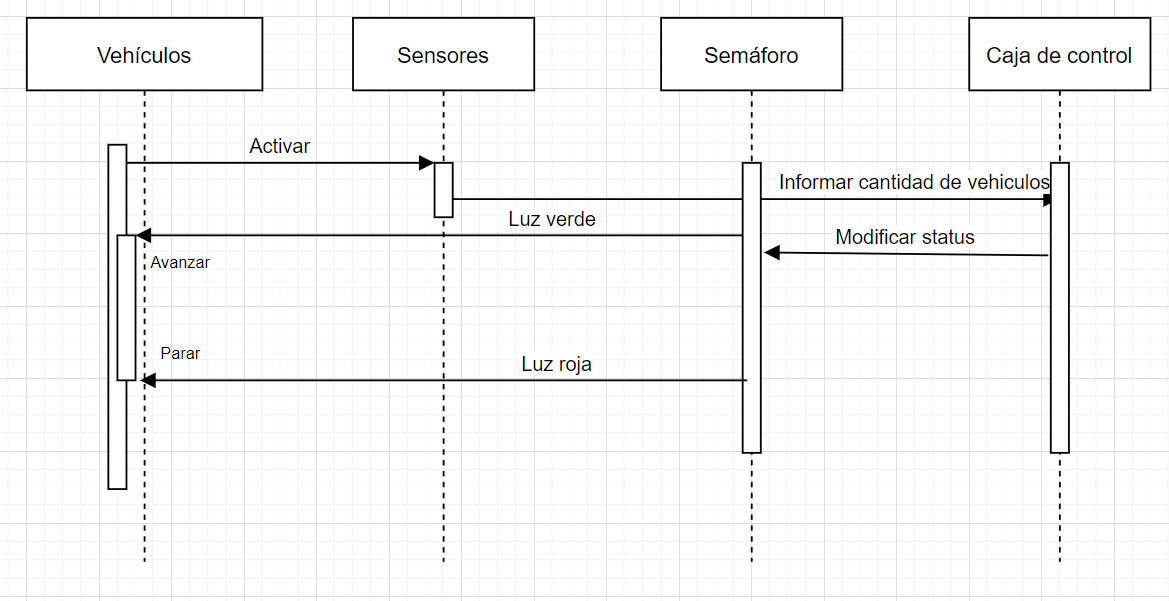 Vehículos
Sensores
Semáforo
Caja de control
Activar
Informar cantidad de vehiculos
Luz verde
Modificar status
Avanzar
Parar
Luz roja